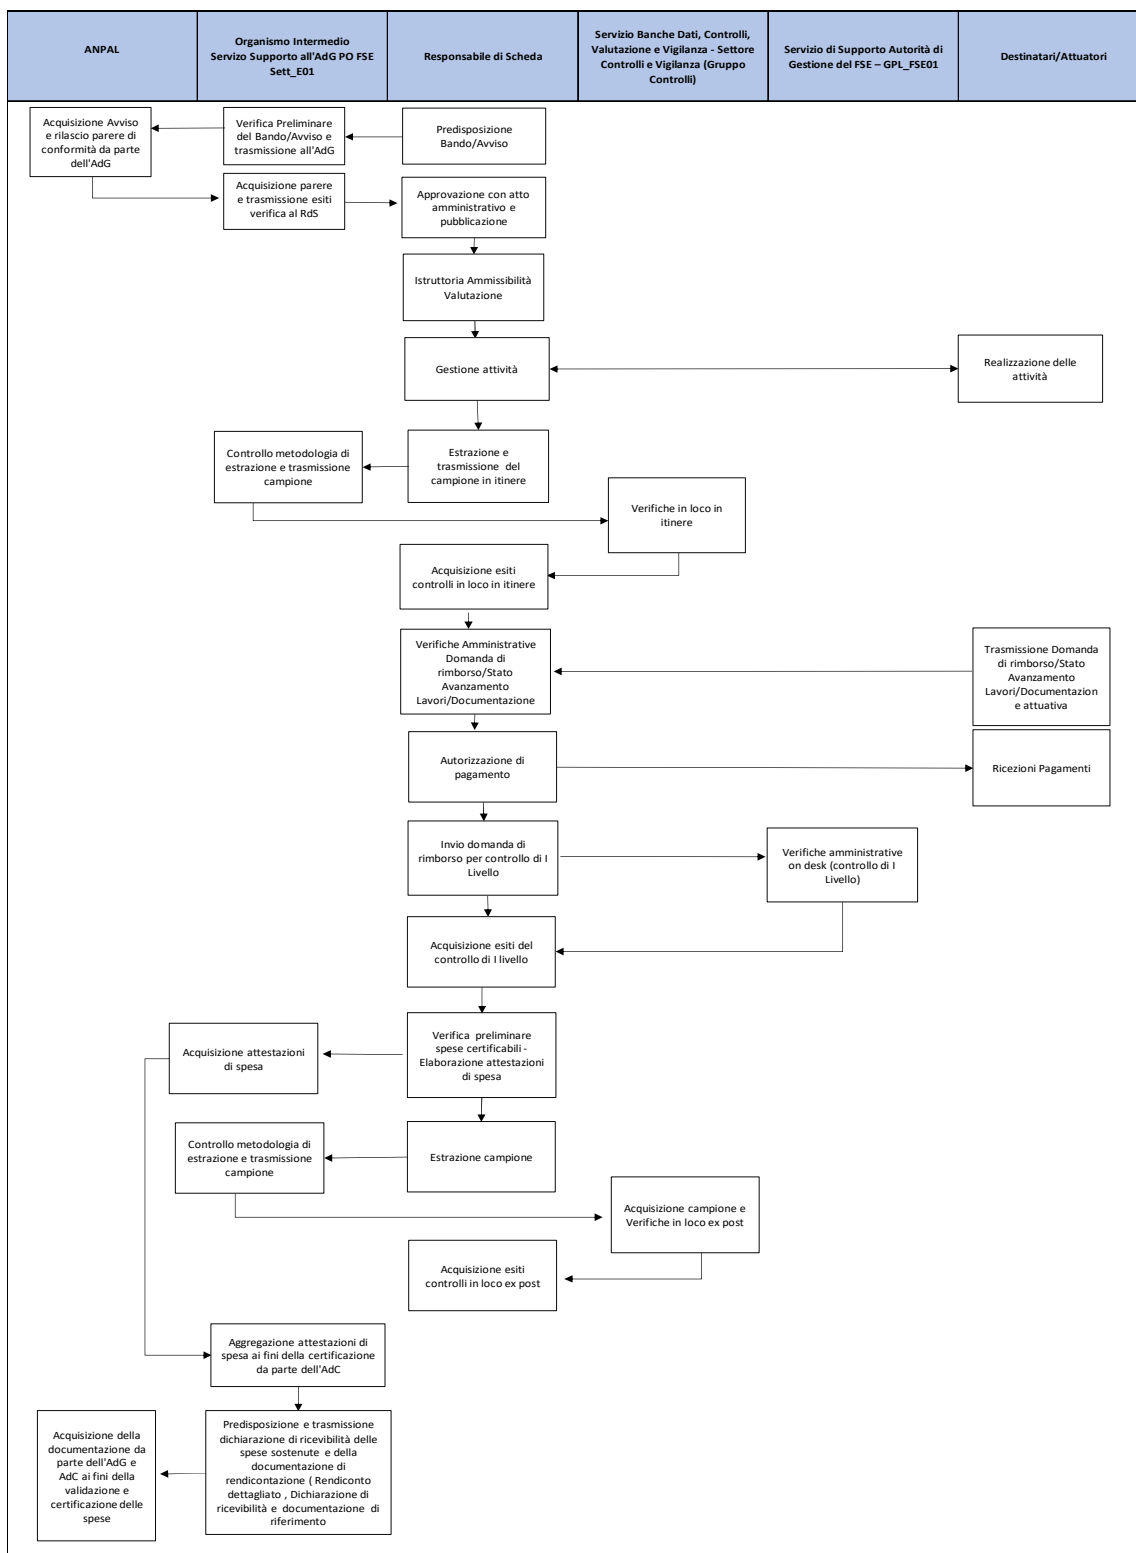 ANPAL
Organismo Intermedio
Servizo Supporto all'AdG PO FSE
Sett_E01
Responsabile di Scheda
Servizio Banche Dati, Controlli,
Valutazione e Vigilanza - Settore
Controlli e Vigilanza (Gruppo
Controlli)
Servizio di Supporto Autorità di
Gestione del FSE – GPL_FSE01
Destinatari/Attuatori
Acquisizione Avviso
e rilascio parere di
conformità da parte
dell'AdG
Verifica Preliminare
del Bando/Avviso e
trasmissione all'AdG
Predisposizione
Bando/Avviso
Acquisizione parere
e trasmissione esiti
verifica al RdS
Approvazione con atto
amministrativo e
pubblicazione
Istruttoria Ammissibilità
Valutazione
Gestione attività
Realizzazione delle
attività
Controllo metodologia di
estrazione e trasmissione
campione
Estrazione e
trasmissione del
campione in itinere
Verifiche in loco in
itinere
Acquisizione esiti
controlli in loco in itinere
Verifiche Amministrative
Domanda di
rimborso/Stato
Avanzamento
Lavori/Documentazione
Trasmissione Domanda
di rimborso/Stato
Avanzamento
Lavori/Documentazion
e attuativa
Autorizzazione di
pagamento
Ricezioni Pagamenti
Invio domanda di
rimborso per controllo di I
Livello
Verifiche amministrative
on desk (controllo di I
Livello)
Acquisizione esiti del
controllo di I livello
Acquisizione attestazioni
di spesa
Verifica preliminare
spese certificabili -
Elaborazione attestazioni
di spesa
Controllo metodologia di
estrazione e trasmissione
campione
Estrazione campione
Acquisizione campione e
Verifiche in loco ex post
Acquisizione esiti
controlli in loco ex post
Aggregazione attestazioni di
spesa ai fini della certificazione
da parte dell'AdC
Acquisizione della
documentazione da
parte dell'AdG e
AdC ai fini della
validazione e
certificazione delle
spese
Predisposizione e trasmissione
dichiarazione di ricevibilità delle
spese sostenute e della
documentazione di
rendicontazione ( Rendiconto
dettagliato , Dichiarazione di
ricevibilità e documentazione di
riferimento